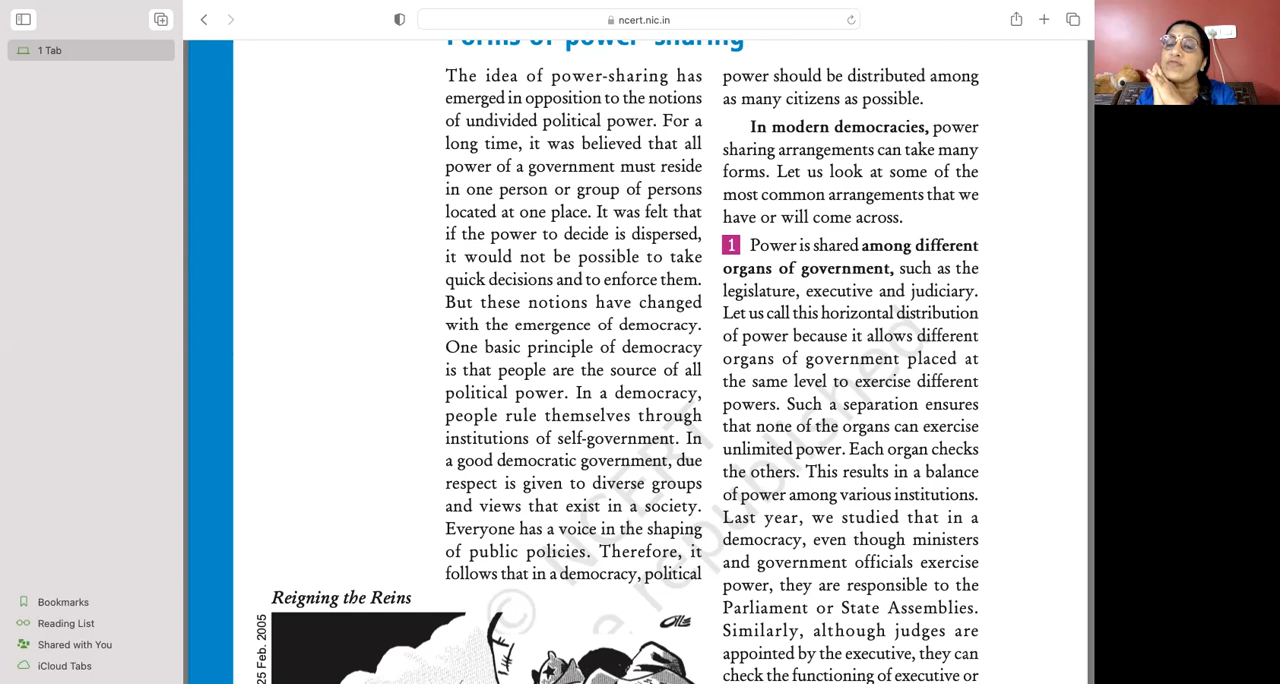 1 Tab
ncert.nic.in
Forms of power-sharing
The idea of power-sharing has
emerged in opposition to the notions
of undivided political power. For a
long time, it was believed that all
power of a government must reside
in one person or group of persons
located at one place. It was felt that
if the power to decide is dispersed,
it would not be possible to take
quick decisions and to enforce them.
But these notions have changed
with the emergence of democracy.
One basic principle of democracy
is that people are the source of all
political power. In a democracy,
people rule themselves through
institutions of self-government. In
a good democratic government, due
respect is given to diverse groups
and views that exist in a society.
Everyone has a voice in the shaping
of public policies. Therefore, it
follows that in a democracy, political
power should be distributed among
as many citizens as possible.
In modern democracies, power
sharing arrangements can take many
forms. Let us look at some of the
most common arrangements that we
have or will come across.
1 Power is shared among different
organs of government, such as the
legislature, executive and judiciary.
Let us call this horizontal distribution
of power because it allows different
organs of government placed at
the same level to exercise different
powers. Such a separation ensures
that none of the organs can exercise
unlimited power. Each organ checks
the others. This results in a balance
of power among various institutions.
Last year, we studied that in a
democracy, even though ministers
and government officials exercise
power, they are responsible to the
Parliament or State Assemblies.
Similarly, although judges are
appointed by the executive, they can
check the functioning of executive or
Reigning the Reins
25 Feb. 2005
© NCERT
republished
Bookmarks
Reading List
Shared with You
iCloud Tabs